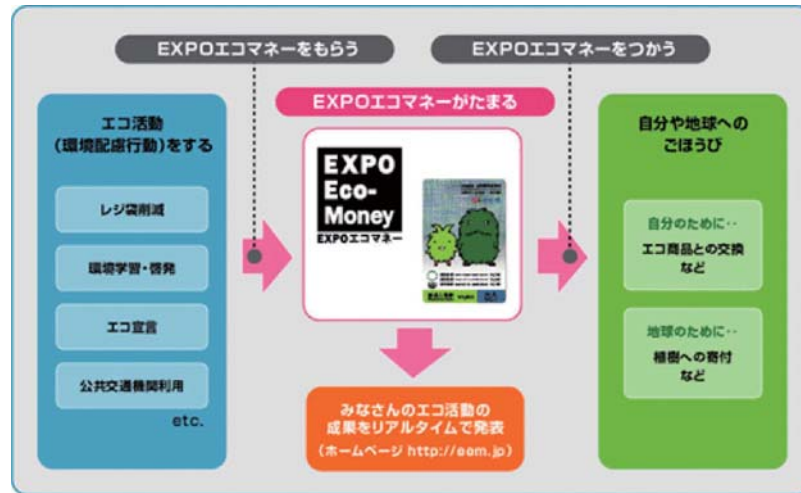 EXPOエコマネーをもらう
EXPOエコマネーをつかう
エコ活動
(環境配慮行動)をする
レジ袋削減
環境学習・啓発
エコ宣言
公共交通機関利用
etc.
EXPOエコマネーがたまる
EXPO
Eco-
Money
EXPOエコマネー
みなさんのエコ活動の
成果をリアルタイムで発表
(ホームページ http://eem.jp)
自分や地球への
ごほうび
自分のために‥
エコ商品との交換
など
地球のために‥
植樹への寄付
など